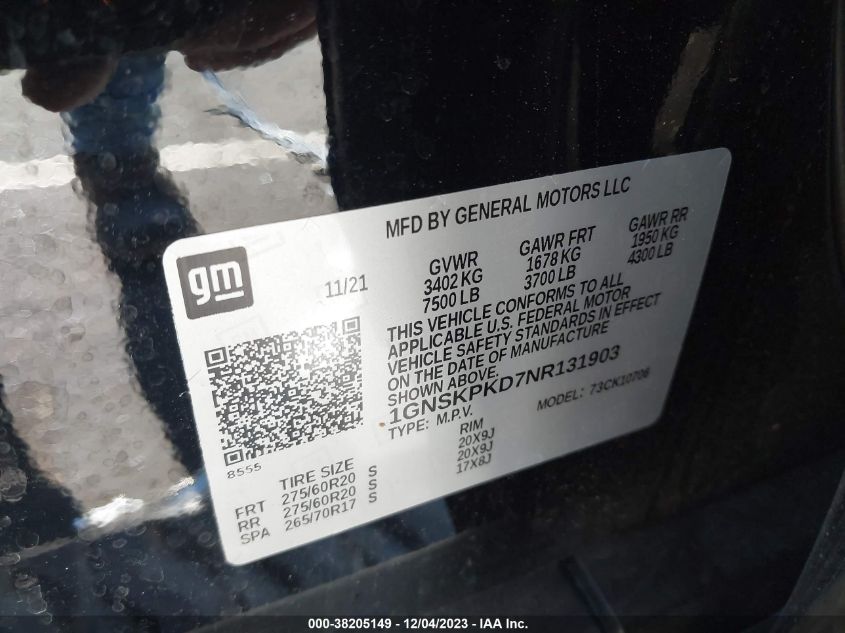 MFD BY GENERAL MOTORS LLC
gm
11/21
GVWR GAWR FRT GAWR RR
3402 KG 1678 KG 1950 KG
7500 LB 3700 LB 4300 LB
THIS VEHICLE CONFORMS TO ALL
APPLICABLE U.S. FEDERAL MOTOR
VEHICLE SAFETY STANDARDS IN EFFECT
ON THE DATE OF MANUFACTURE
SHOWN ABOVE.
1GNSKPKD7NR131903
TYPE: M.P.V. MODEL: 73CK10706
8555
TIRE SIZE RIM
FRT 275/60R20 S 20X9J
RR 275/60R20 S 20X9J
SPA 265/70R17 S 17X8J
000-38205149 - 12/04/2023 - IAA Inc.